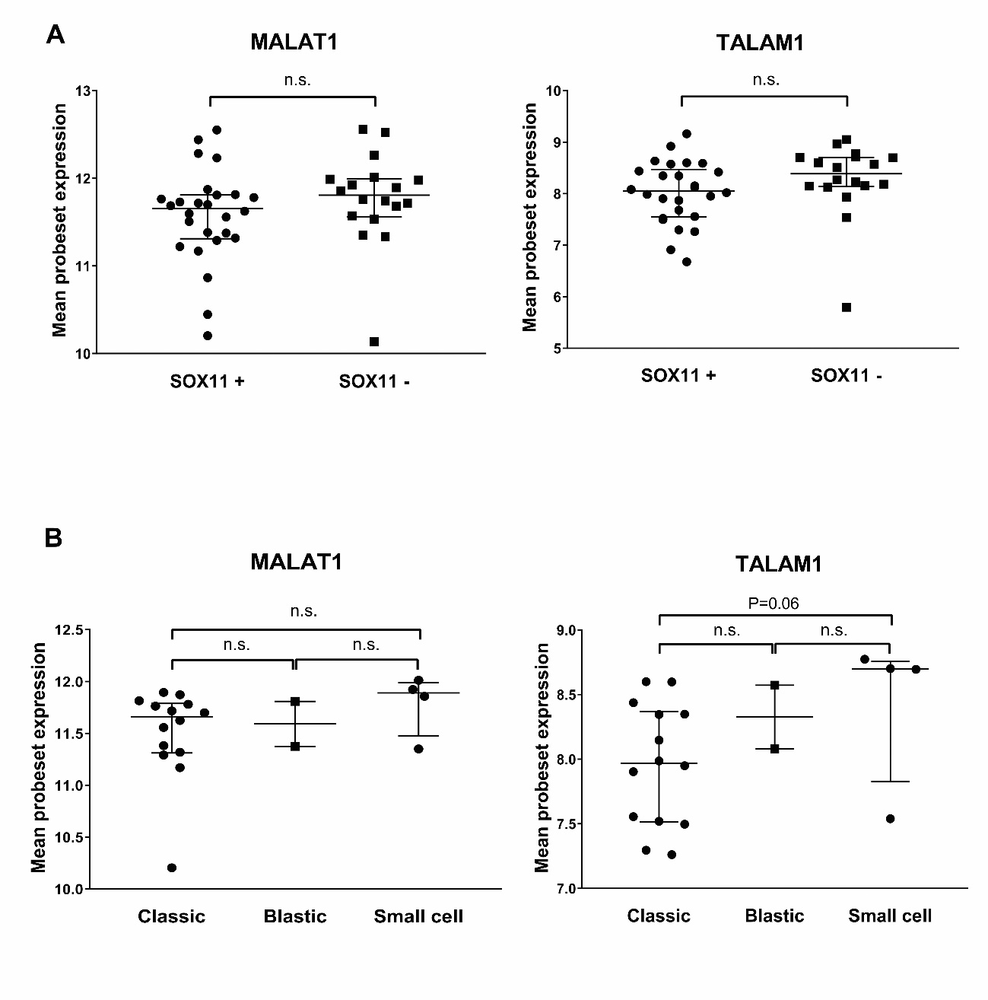 A
MALAT1
n.s.
Mean probeset expression
13
12
11
10
SOX11 +
SOX11 -
TALAM1
n.s.
Mean probeset expression
10
9
8
7
6
5
SOX11 +
SOX11 -
B
MALAT1
n.s.
n.s.
n.s.
Mean probeset expression
12.5
12.0
11.5
11.0
10.5
10.0
Classic
Blastic
Small cell
TALAM1
P=0.06
n.s.
n.s.
Mean probeset expression
9.0
8.5
8.0
7.5
7.0
Classic
Blastic
Small cell